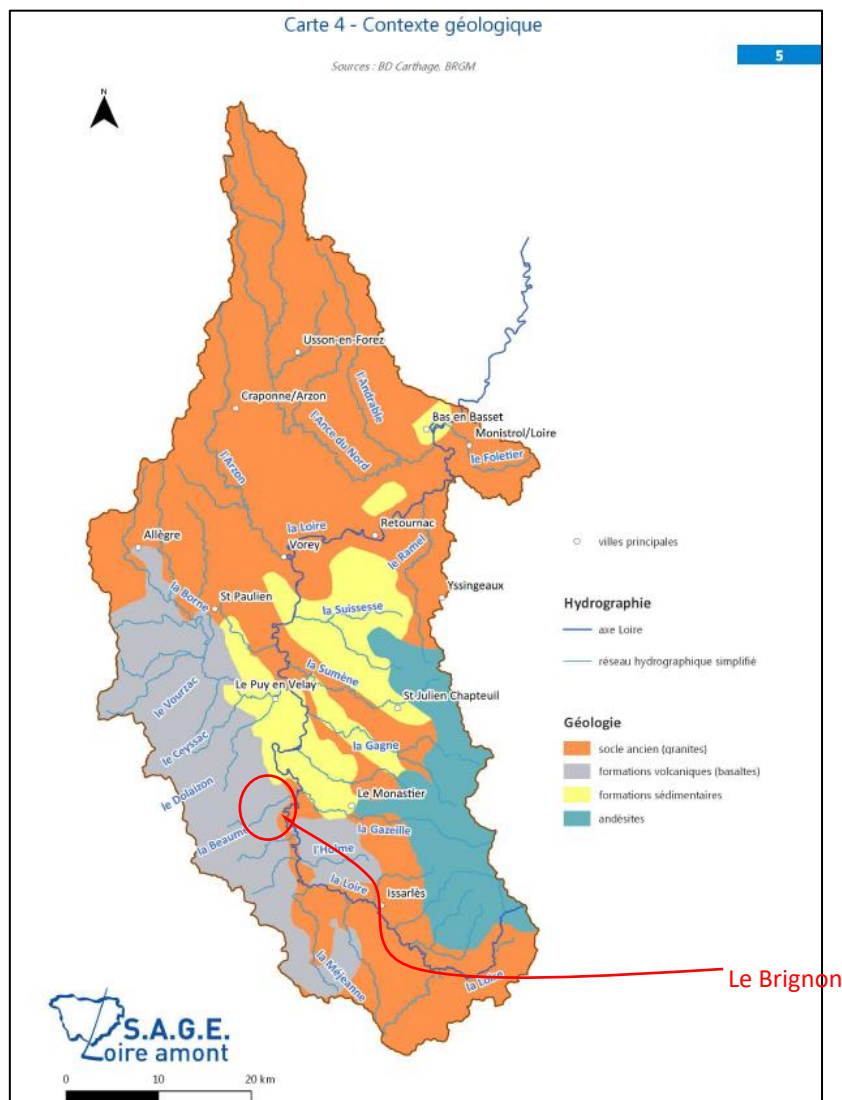 Carte 4 - Contexte géologique
5
Sources : BD Carthage, BRGM
N
Usson-en-Forez
l'Andrable
Craponne/Arzon
Bas en Basset
l'Ance du Nord
Monistrol/Loire
le Foletier
l'Arzon
la Loire
Retournac
Allègre
Vorey
le Ramel
villes principales
Yssingeaux
la Borne
St Paulien
la Suissesse
Hydrographie
axe Loire
la Sumène
réseau hydrographique simplifié
Le Puy en Velay
le Vourzac
St Julien Chapteuil
Géologie
le Ceyssac
la Gagne
socle ancien (granites)
formations volcaniques (basaltes)
le Dolaizon
Le Monastier
formations sédimentaires
andésites
la Beaume
la Gazeille
l'Holme
la Loire
Issarlès
la Méjeanne
la Loire
Le Brignon
S.A.G.E.
Loire amont
0 10 20 km